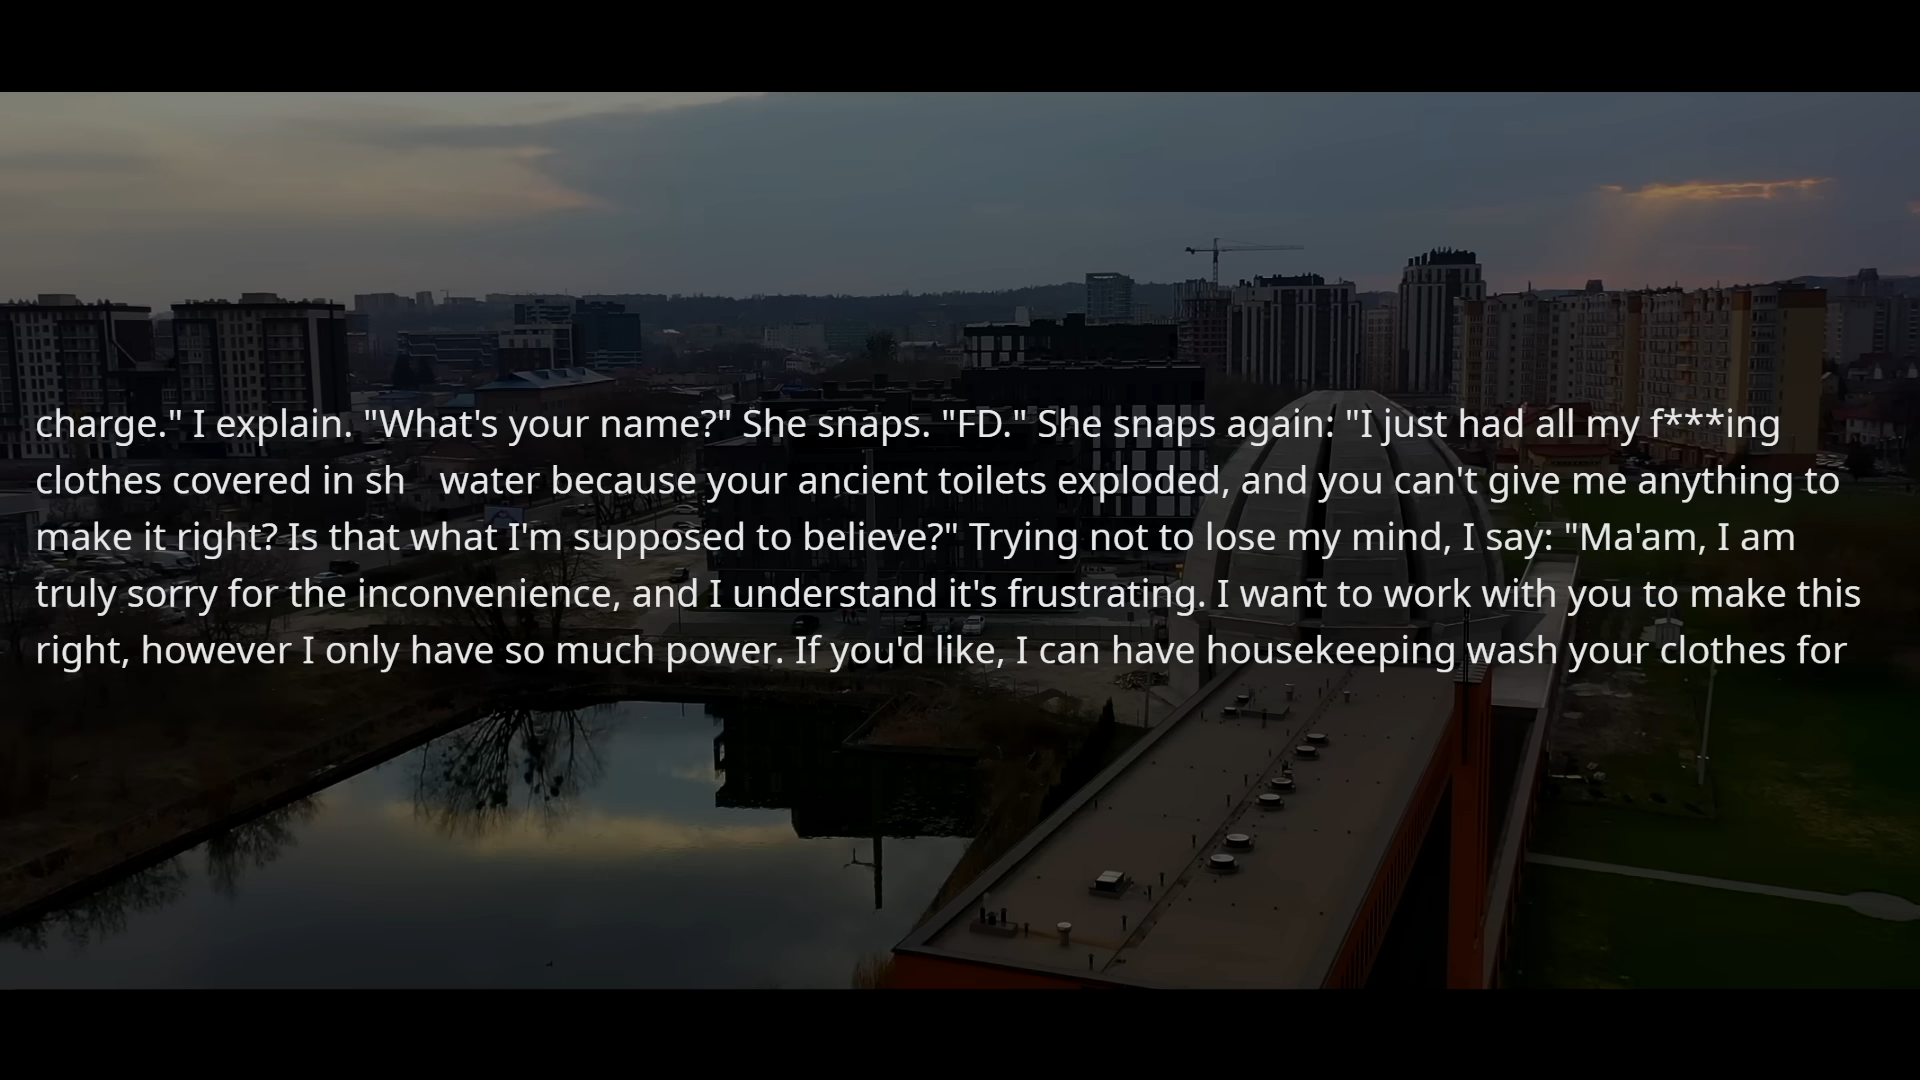 charge." I explain. "What's your name?" She snaps. "FD." She snaps again: "I just had all my f***ing
clothes covered in sh water because your ancient toilets exploded, and you can't give me anything to
make it right? Is that what I'm supposed to believe?" Trying not to lose my mind, I say: "Ma'am, I am
truly sorry for the inconvenience, and I understand it's frustrating. I want to work with you to make this
right, however I only have so much power. If you'd like, I can have housekeeping wash your clothes for